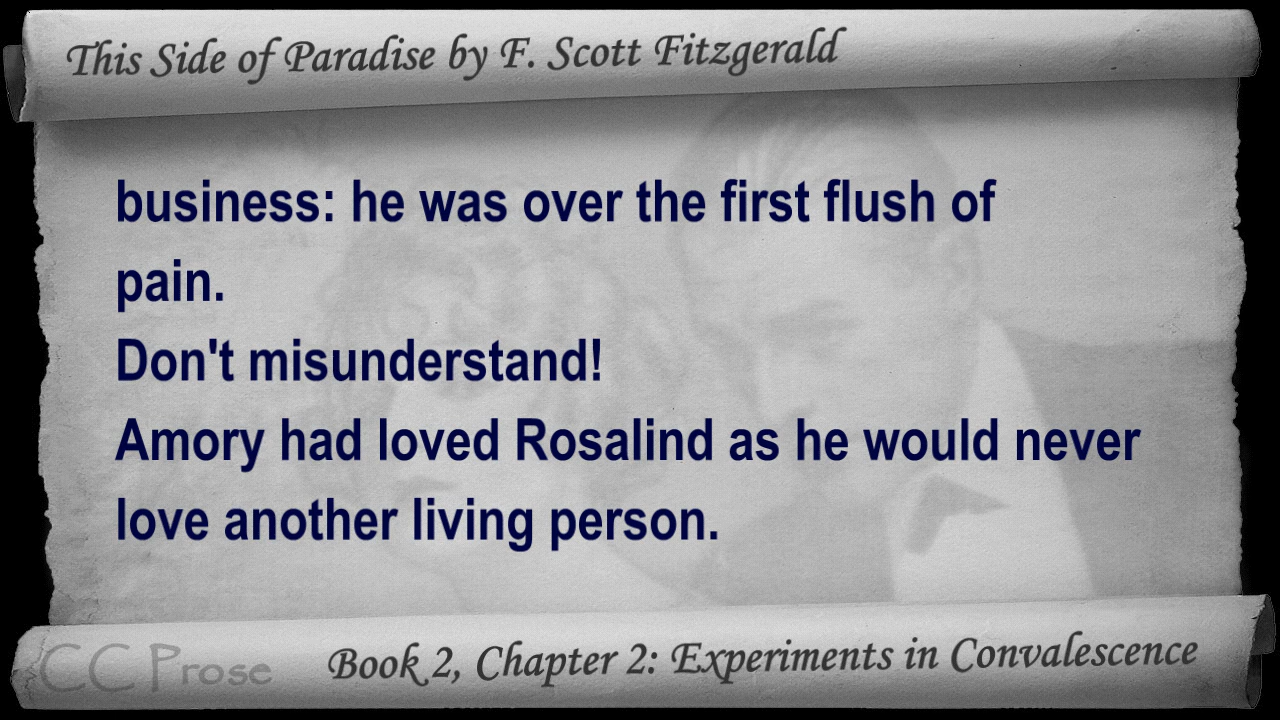 This Side of Paradise by F. Scott Fitzgerald
business: he was over the first flush of
pain.
Don't misunderstand!
Amory had loved Rosalind as he would never
love another living person.
CC Prose
Book 2, Chapter 2: Experiments in Convalescence